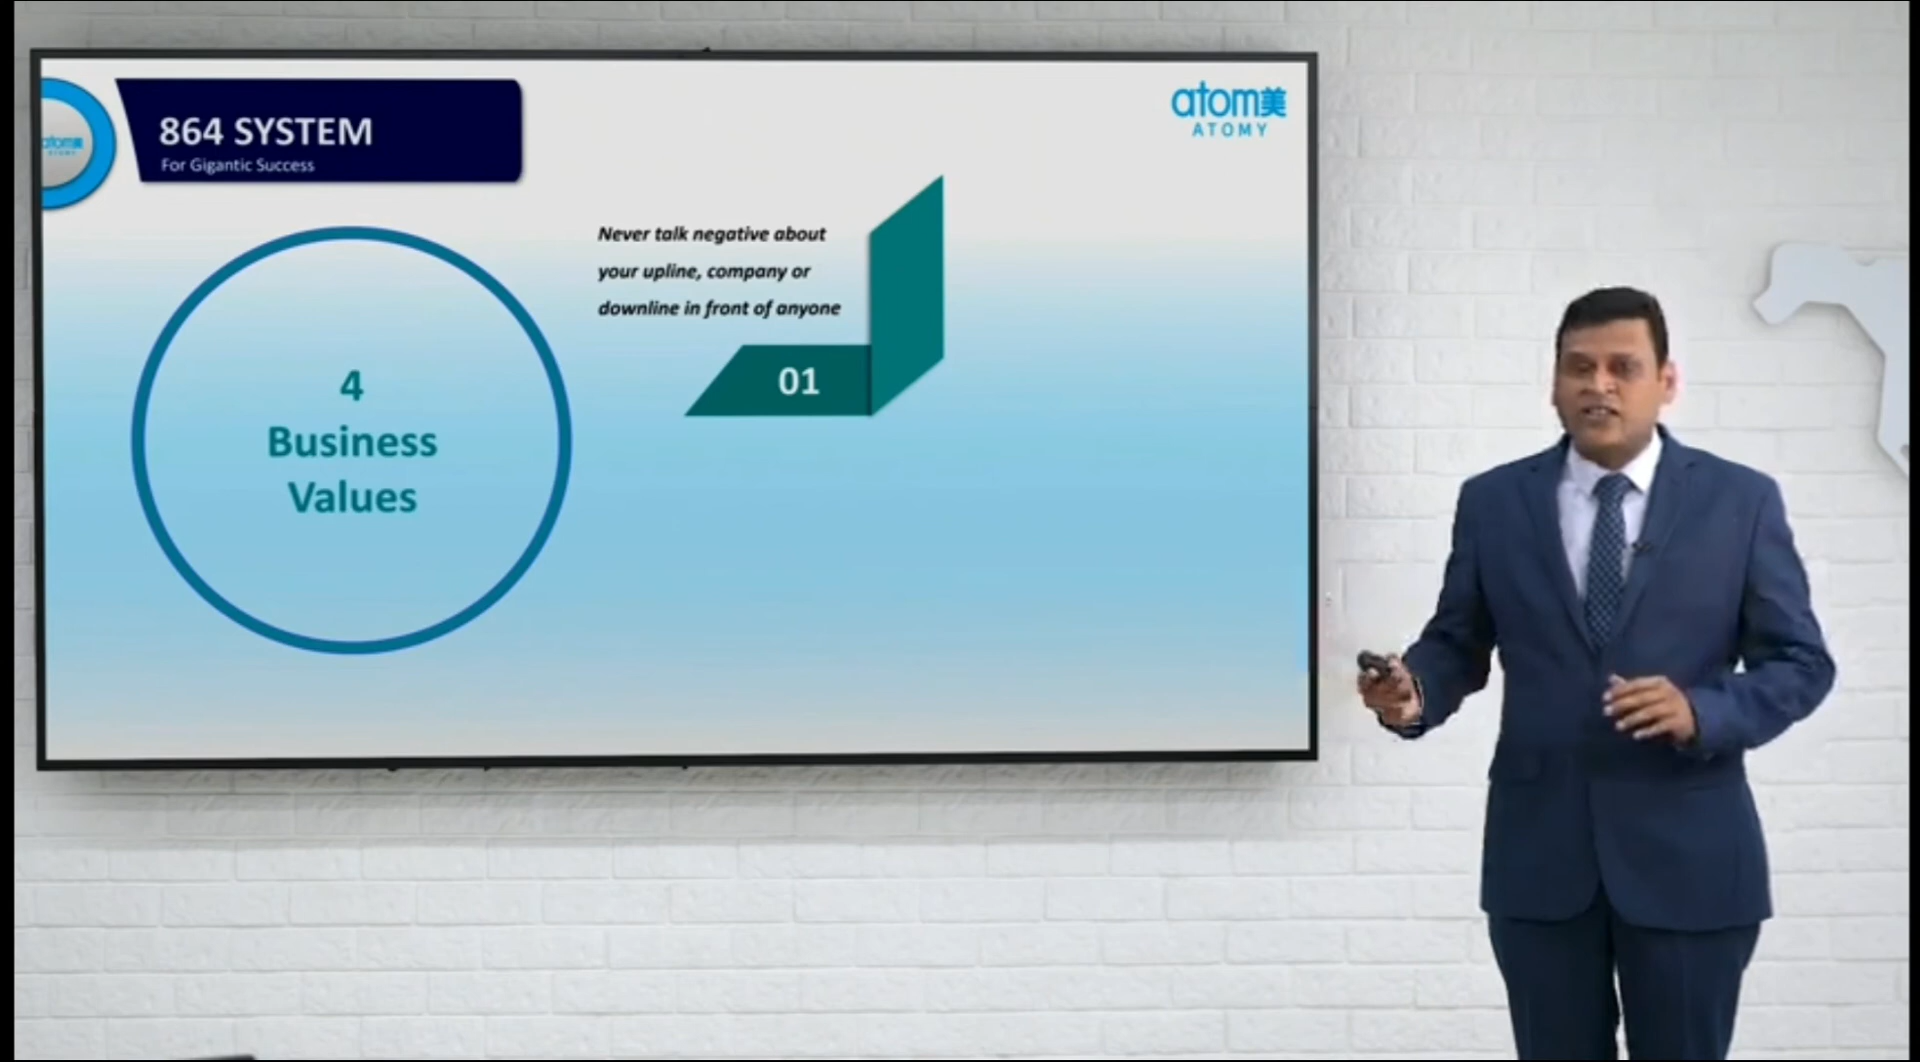 864 SYSTEM
For Gigantic Success
atom美
ATOMY
Never talk negative about
your upline, company or
downline in front of anyone
01
4
Business
Values